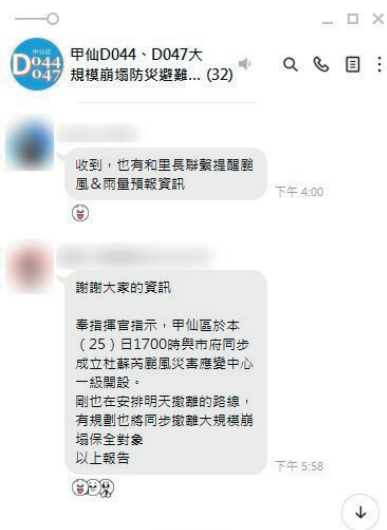 甲仙區
D044
047
甲仙D044、D047大
規模崩塌防災避難... (32)
收到，也有和里長聯繫提醒颱
風＆雨量預報資訊
下午 4:00
謝謝大家的資訊
奉指揮官指示，甲仙區於本
（25）日1700時與市府同步
成立杜蘇芮颱風災害應變中心
一級開設。
剛也在安排明天撤離的路線，
有規劃也將同步撤離大規模崩
塌保全對象
以上報告
下午 5:58